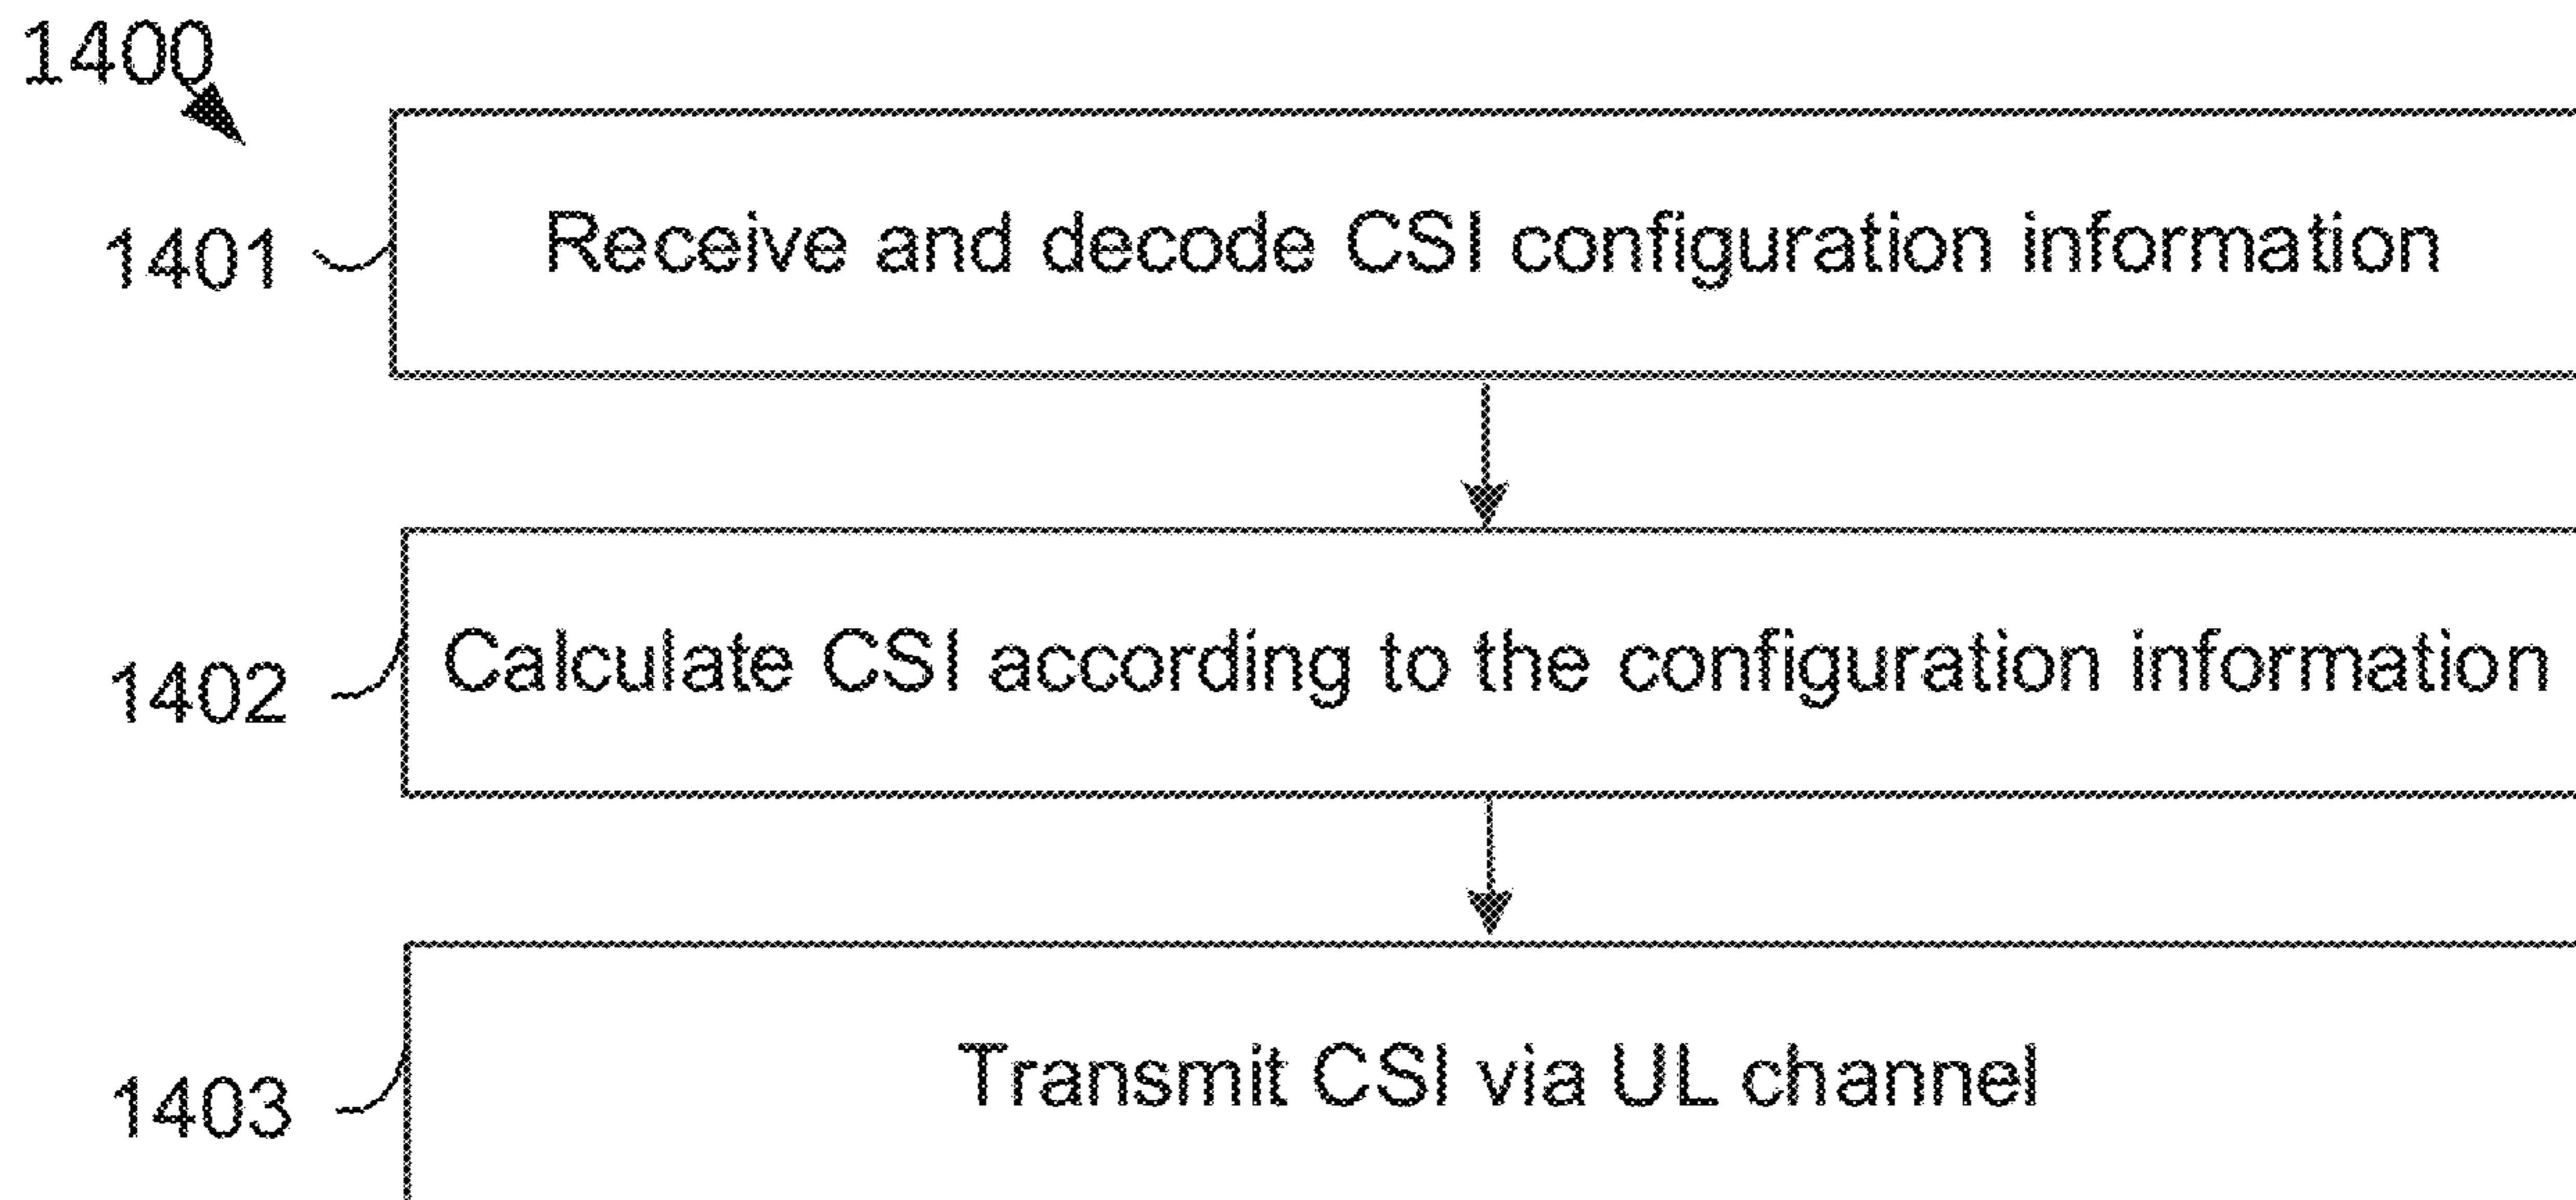 1400
1401 Receive and decode CSI configuration information
1402 Calculate CSI according to the configuration information
1403 Transmit CSI via UL channel